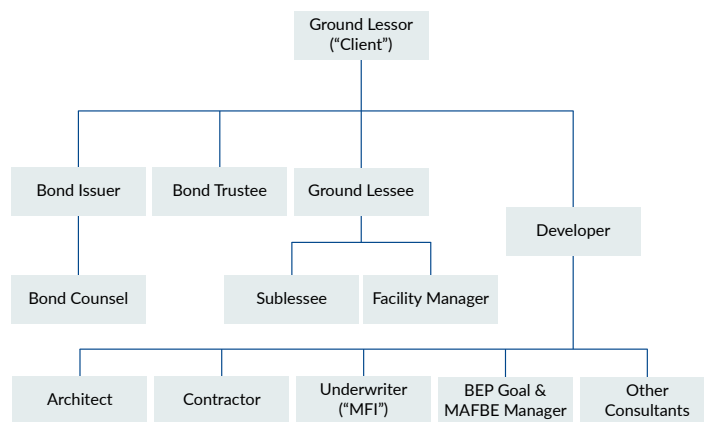 Ground Lessor
(“Client”)
Bond Issuer
Bond Trustee
Ground Lessee
Developer
Bond Counsel
Sublessee
Facility Manager
Architect
Contractor
Underwriter
(“MFI”)
BEP Goal &
MAFBE Manager
Other
Consultants